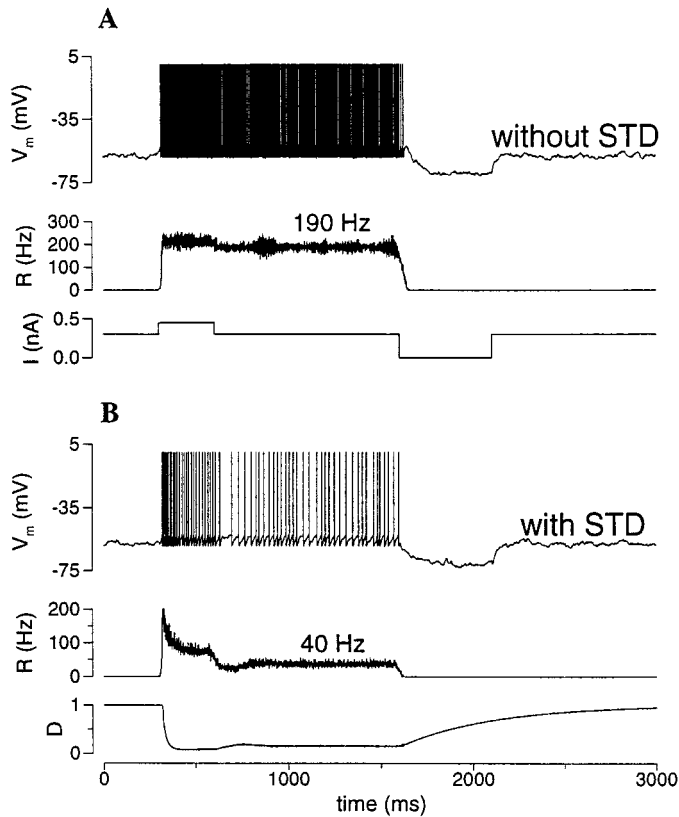 A
5
-35
-75
V_m (mV)
without STD
300
200
100
0
R (Hz)
190 Hz
0.5
0.0
I (nA)
B
5
-35
-75
V_m (mV)
with STD
200
100
0
R (Hz)
40 Hz
1
0
D
0 1000 2000 3000
time (ms)